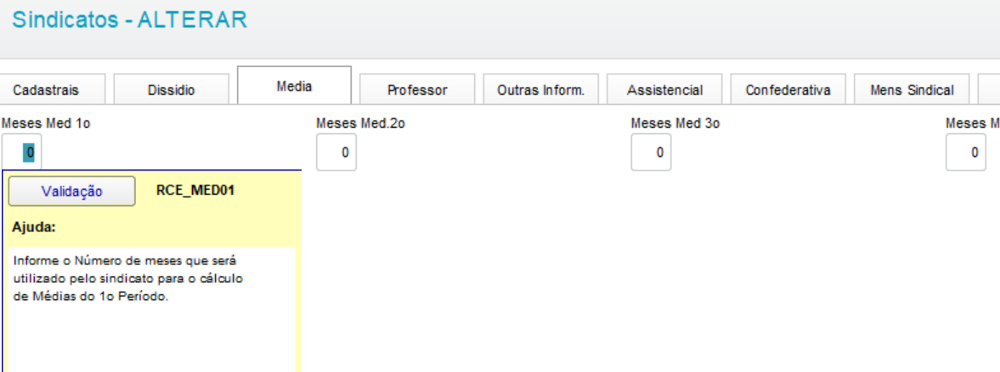 Sindicatos - ALTERAR
Cadastrais Dissidio Media Professor Outras Inform. Assistencial Confederativa Mens Sindical
Meses Med 1o Meses Med.2o Meses Med 3o Meses M
0 0 0 0
Validação RCE_MED01
Ajuda:
Informe o Número de meses que será
utilizado pelo sindicato para o cálculo
de Médias do 1o Período.